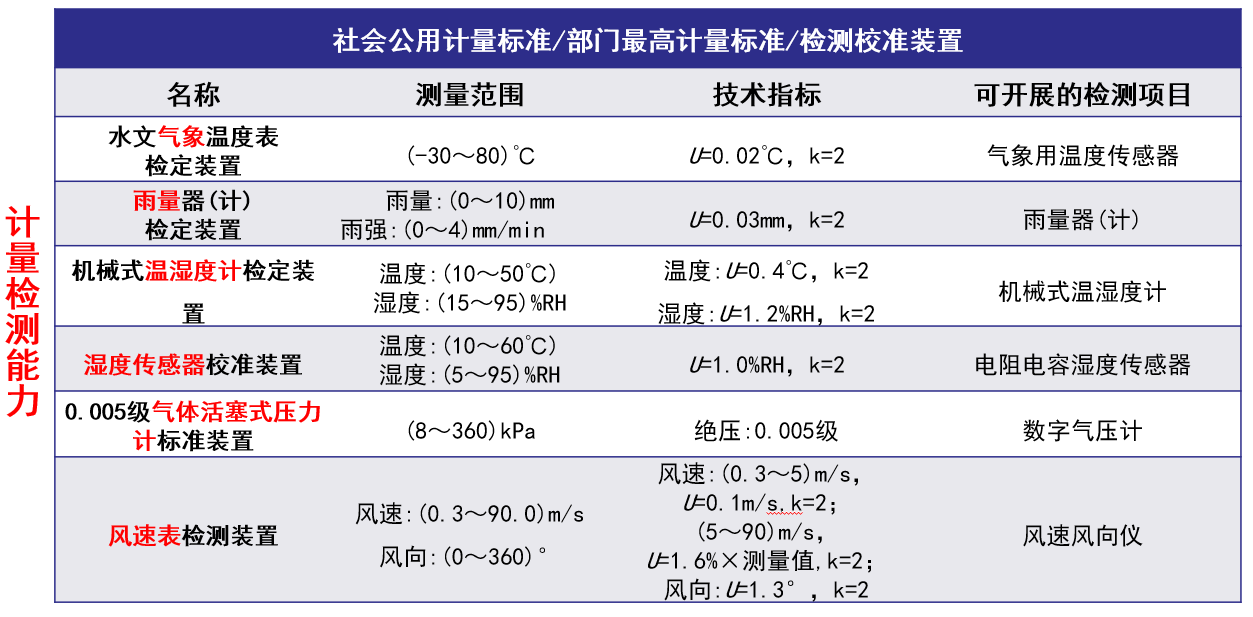 计量检测能力
社会公用计量标准/部门最高计量标准/检测校准装置
名称
测量范围
技术指标
可开展的检测项目
水文气象温度表
检定装置
(-30～80)℃
U=0.02℃, k=2
气象用温度传感器
雨量器(计)
检定装置
雨量:(0～10)mm
雨强:(0～4)mm/min
U=0.03mm, k=2
雨量器(计)
机械式温湿度计检定装
置
温度:(10～50℃)
湿度:(15～95)%RH
温度:U=0.4℃, k=2
湿度:U=1.2%RH, k=2
机械式温湿度计
湿度传感器校准装置
温度:(10～60℃)
湿度:(5～95)%RH
U=1.0%RH, k=2
电阻电容湿度传感器
0.005级气体活塞式压力
计标准装置
(8～360)kPa
绝压:0.005级
数字气压计
风速表检测装置
风速:(0.3～90.0)m/s
风向:(0～360)°
风速:(0.3～5)m/s,
U=0.1m/s,k=2;
(5～90)m/s,
U=1.6%×测量值,k=2;
风向:U=1.3°, k=2
风速风向仪